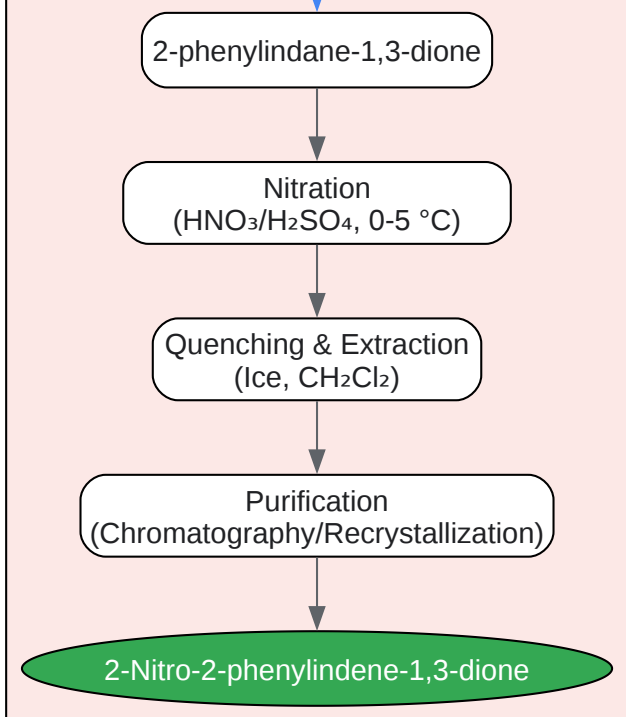 2-phenylindane-1,3-dione
Nitration
(HNO₃/H₂SO₄, 0-5 °C)
Quenching & Extraction
(Ice, CH₂Cl₂)
Purification
(Chromatography/Recrystallization)
2-Nitro-2-phenylindene-1,3-dione